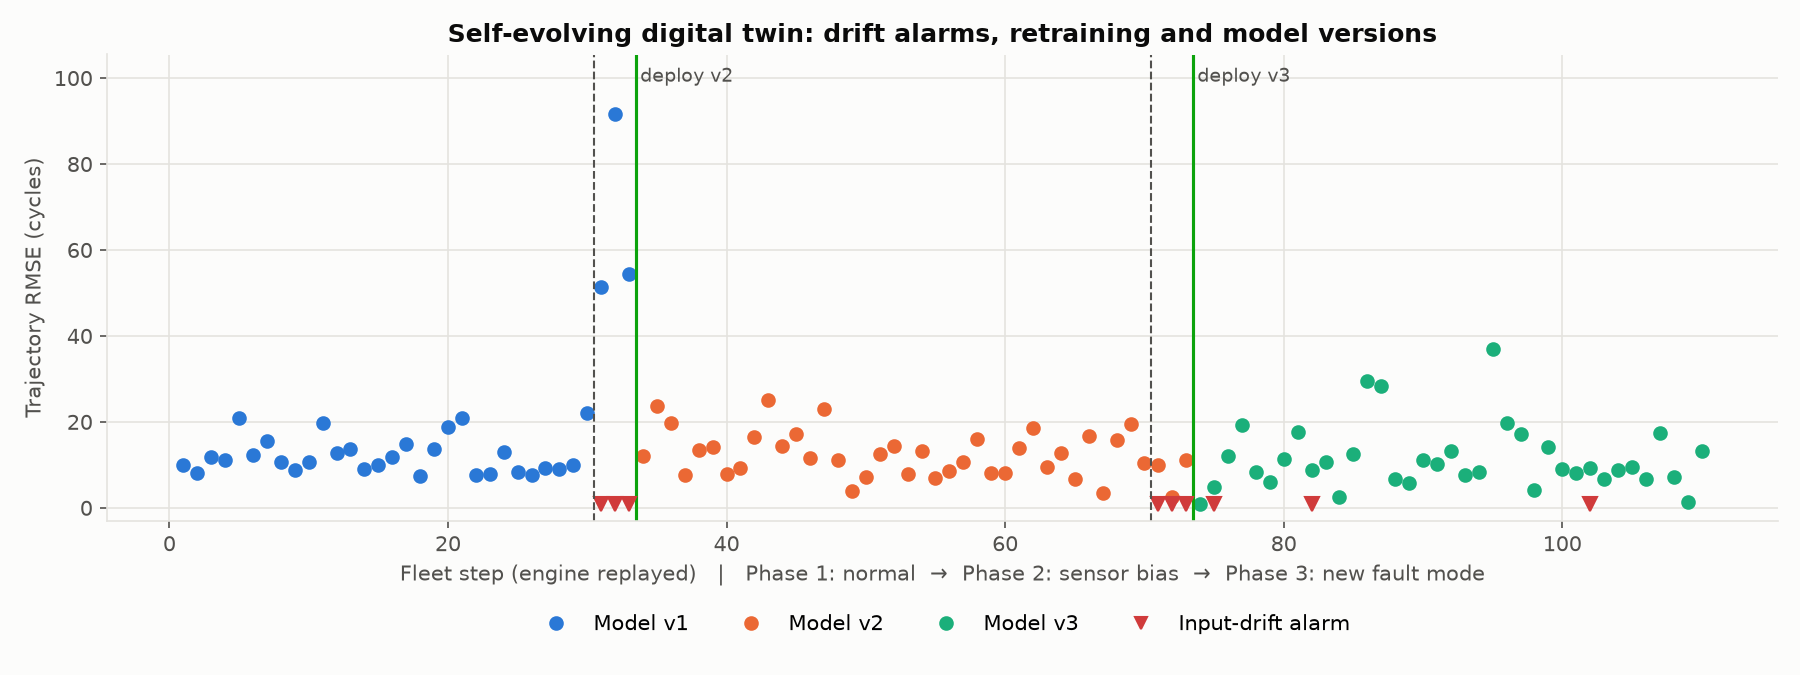 Self-evolving digital twin: drift alarms, retraining and model versions
deploy v2
deploy v3
Trajectory RMSE (cycles)
100
80
60
40
20
0
0 20 40 60 80 100
Fleet step (engine replayed) | Phase 1: normal → Phase 2: sensor bias → Phase 3: new fault mode
Model v1 Model v2 Model v3 Input-drift alarm